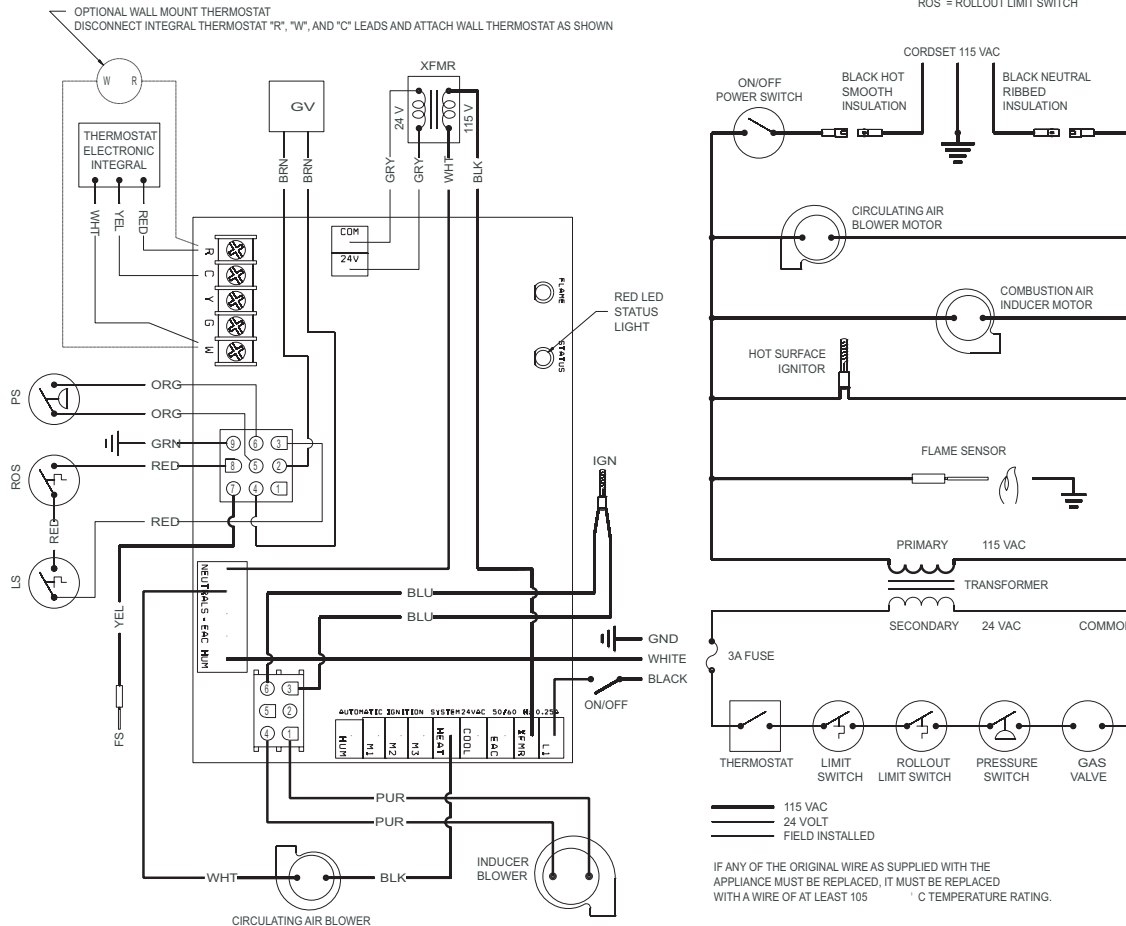 OPTIONAL WALL MOUNT THERMOSTAT
DISCONNECT INTEGRAL THERMOSTAT "R", "W", AND "C" LEADS AND ATTACH WALL THERMOSTAT AS SHOWN
W R
THERMOSTAT
ELECTRONIC
INTEGRAL
WHT
YEL
RED
GV
BRN
BRN
XFMR
24 V
115 V
GRY
GRY
WHT
BLK
R
C
Y
G
W
COM
24V
FLAME
STATUS
RED LED
STATUS
LIGHT
PS
ORG
ORG
GRN
ROS
RED
RED
RED
LS
9 6 3
8 5 2
7 4 1
IGN
YEL
FS
NEUTRALS - EAC HUM
BLU
BLU
GND
WHITE
BLACK
ON/OFF
6 3
5 2
4 1
AUTOMATIC IGNITION SYSTEM 24VAC 50/60 Hz 0.25A
HUM
M1
M2
M3
HEAT
COOL
EAC
XFMR
L1
PUR
PUR
WHT
BLK
CIRCULATING AIR BLOWER
INDUCER
BLOWER
ROS = ROLLOUT LIMIT SWITCH
CORDSET 115 VAC
ON/OFF
POWER SWITCH
BLACK HOT
SMOOTH
INSULATION
BLACK NEUTRAL
RIBBED
INSULATION
CIRCULATING AIR
BLOWER MOTOR
COMBUSTION AIR
INDUCER MOTOR
HOT SURFACE
IGNITOR
FLAME SENSOR
PRIMARY 115 VAC
TRANSFORMER
SECONDARY 24 VAC COMMO
3A FUSE
THERMOSTAT
LIMIT
SWITCH
ROLLOUT
LIMIT SWITCH
PRESSURE
SWITCH
GAS
VALVE
115 VAC
24 VOLT
FIELD INSTALLED
IF ANY OF THE ORIGINAL WIRE AS SUPPLIED WITH THE
APPLIANCE MUST BE REPLACED, IT MUST BE REPLACED
WITH A WIRE OF AT LEAST 105 ' C TEMPERATURE RATING.